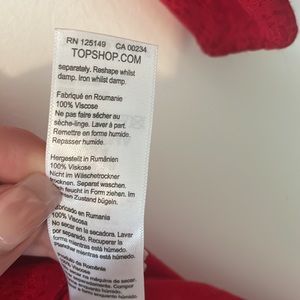 RN 125149 CA 00234
TOPSHOP.COM
separately. Reshape whilst
damp. Iron whilst damp.
Fabriqué en Roumanie
100% Viscose
Ne pas faire sécher au
sèche-linge. Laver à part.
Remettre en forme humide.
Repasser humide.
Hergestellt in Rumänien
100% Viskose
Nicht im Wäschetrockner
trocknen. Separat waschen.
feucht in Form ziehen. Im
Zustand bügeln.
Fabricado en Rumania
100% Viscosa
No secar en la secadora. Lavar
por separado. Recuperar la
forma mientras está húmedo.
mientras está húmedo.
de România